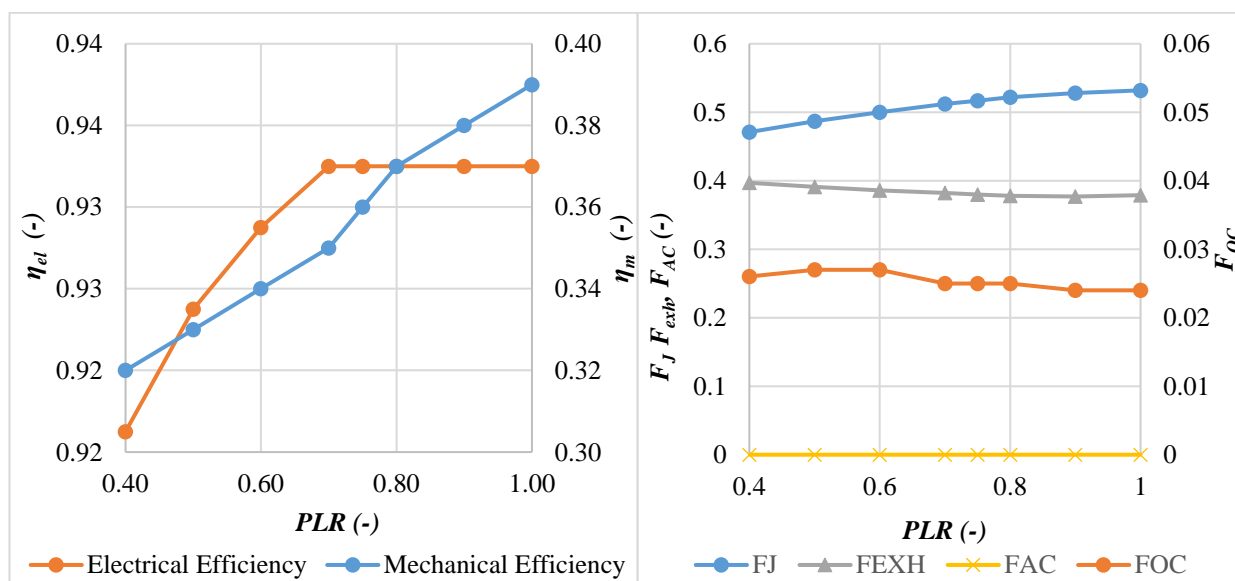 0.94
0.94
0.93
0.93
0.92
0.92
η_el (-)
0.40
0.38
0.36
0.34
0.32
0.30
η_m (-)
0.40 0.60 0.80 1.00
PLR (-)
Electrical Efficiency Mechanical Efficiency
0.6
0.5
0.4
0.3
0.2
0.1
0
F_J F_exh, F_AC (-)
0.06
0.05
0.04
0.03
0.02
0.01
0
F_OC
0.4 0.6 0.8 1
PLR (-)
FJ FEXH FAC FOC